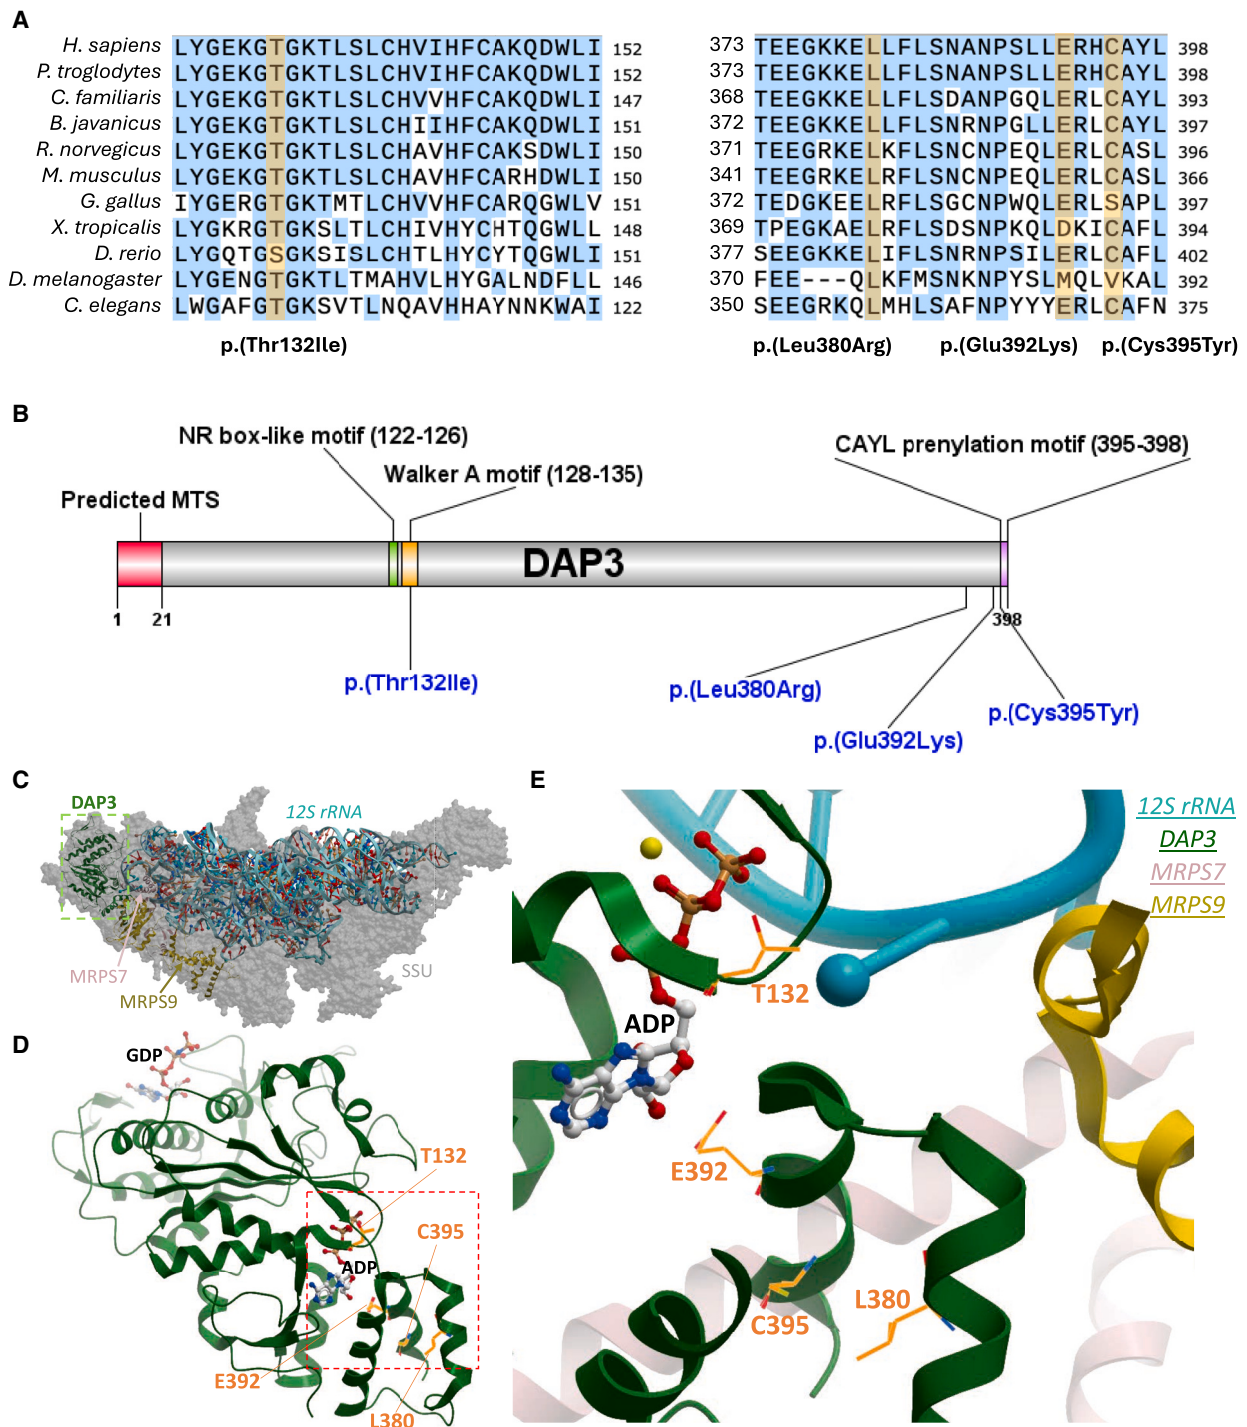 A
H. sapiens LYGEKGTGKTLSLCHVIHFCAKQDWLI 152 373 TEEGKKELLFLSNANPSLLERHCAYL 398
P. troglodytes LYGEKGTGKTLSLCHVIHFCAKQDWLI 152 373 TEEGKKELLFLSNANPSLLERHCAYL 398
C. familiaris LYGEKGTGKTLSLCHVVHFCAKQDWLI 147 368 TEEGKKELLFLSDANPGQLERLCAYL 393
B. javanicus LYGEKGTGKTLSLCHIIHFCAKQDWLI 151 372 TEEGKKELLFLSNRNPGLLERLCAYL 397
R. norvegicus LYGEKGTGKTLSLCHAVHFCAKSDWLI 150 371 TEEGRKELKFLSNCNPEQLERLCASL 396
M. musculus LYGEKGTGKTLSLCHAVHFCARHDWLI 150 341 TEEGRKELRFLSNCNPEQLERLCASL 366
G. gallus IYGERGTGKTMTLCHVVHFCARQGWLV 151 372 TEDGKEELRFLSGCNPWQLERLSAPL 397
X. tropicalis LYGKRGTGKSLTLCHIVHYCHTQGWLL 148 369 TPEGKAELRFLSDSNPKQLDKICAFL 394
D. rerio LYGQTGSGKSISLCHTLHYCYTQGWLI 151 377 SEEGKKELIFLSNRNPSILERLCAFL 402
D. melanogaster LYGENGTGKTLTMAHVLHYGALNDFLL 146 370 FEE---QLKFMSNKNPYSLMQLVKAL 392
C. elegans LWGAFGTGKSVTLNQAVHHAYNNKWAI 122 350 SEEGRKQLMHLSAFNPYYYERLCAFN 375
p.(Thr132Ile) p.(Leu380Arg) p.(Glu392Lys) p.(Cys395Tyr)
B
NR box-like motif (122-126)
CAYL prenylation motif (395-398)
Walker A motif (128-135)
Predicted MTS
DAP3
1 21 398
p.(Thr132Ile)
p.(Leu380Arg)
p.(Cys395Tyr)
p.(Glu392Lys)
C
DAP3
12S rRNA
MRPS7
MRPS9
SSU
D
GDP
T132
C395
ADP
E392
L380
E
12S rRNA
DAP3
MRPS7
MRPS9
T132
ADP
E392
L380
C395